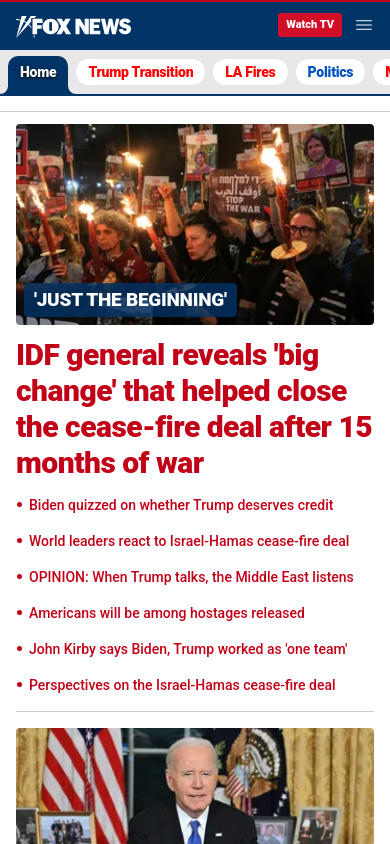 FOX NEWS
Watch TV
Home
Trump Transition
LA Fires
Politics
די למלחמה
أوقفوا الحرب
STOP
THE WAR
'JUST THE BEGINNING'
IDF general reveals 'big
change' that helped close
the cease-fire deal after 15
months of war
Biden quizzed on whether Trump deserves credit
World leaders react to Israel-Hamas cease-fire deal
OPINION: When Trump talks, the Middle East listens
Americans will be among hostages released
John Kirby says Biden, Trump worked as 'one team'
Perspectives on the Israel-Hamas cease-fire deal